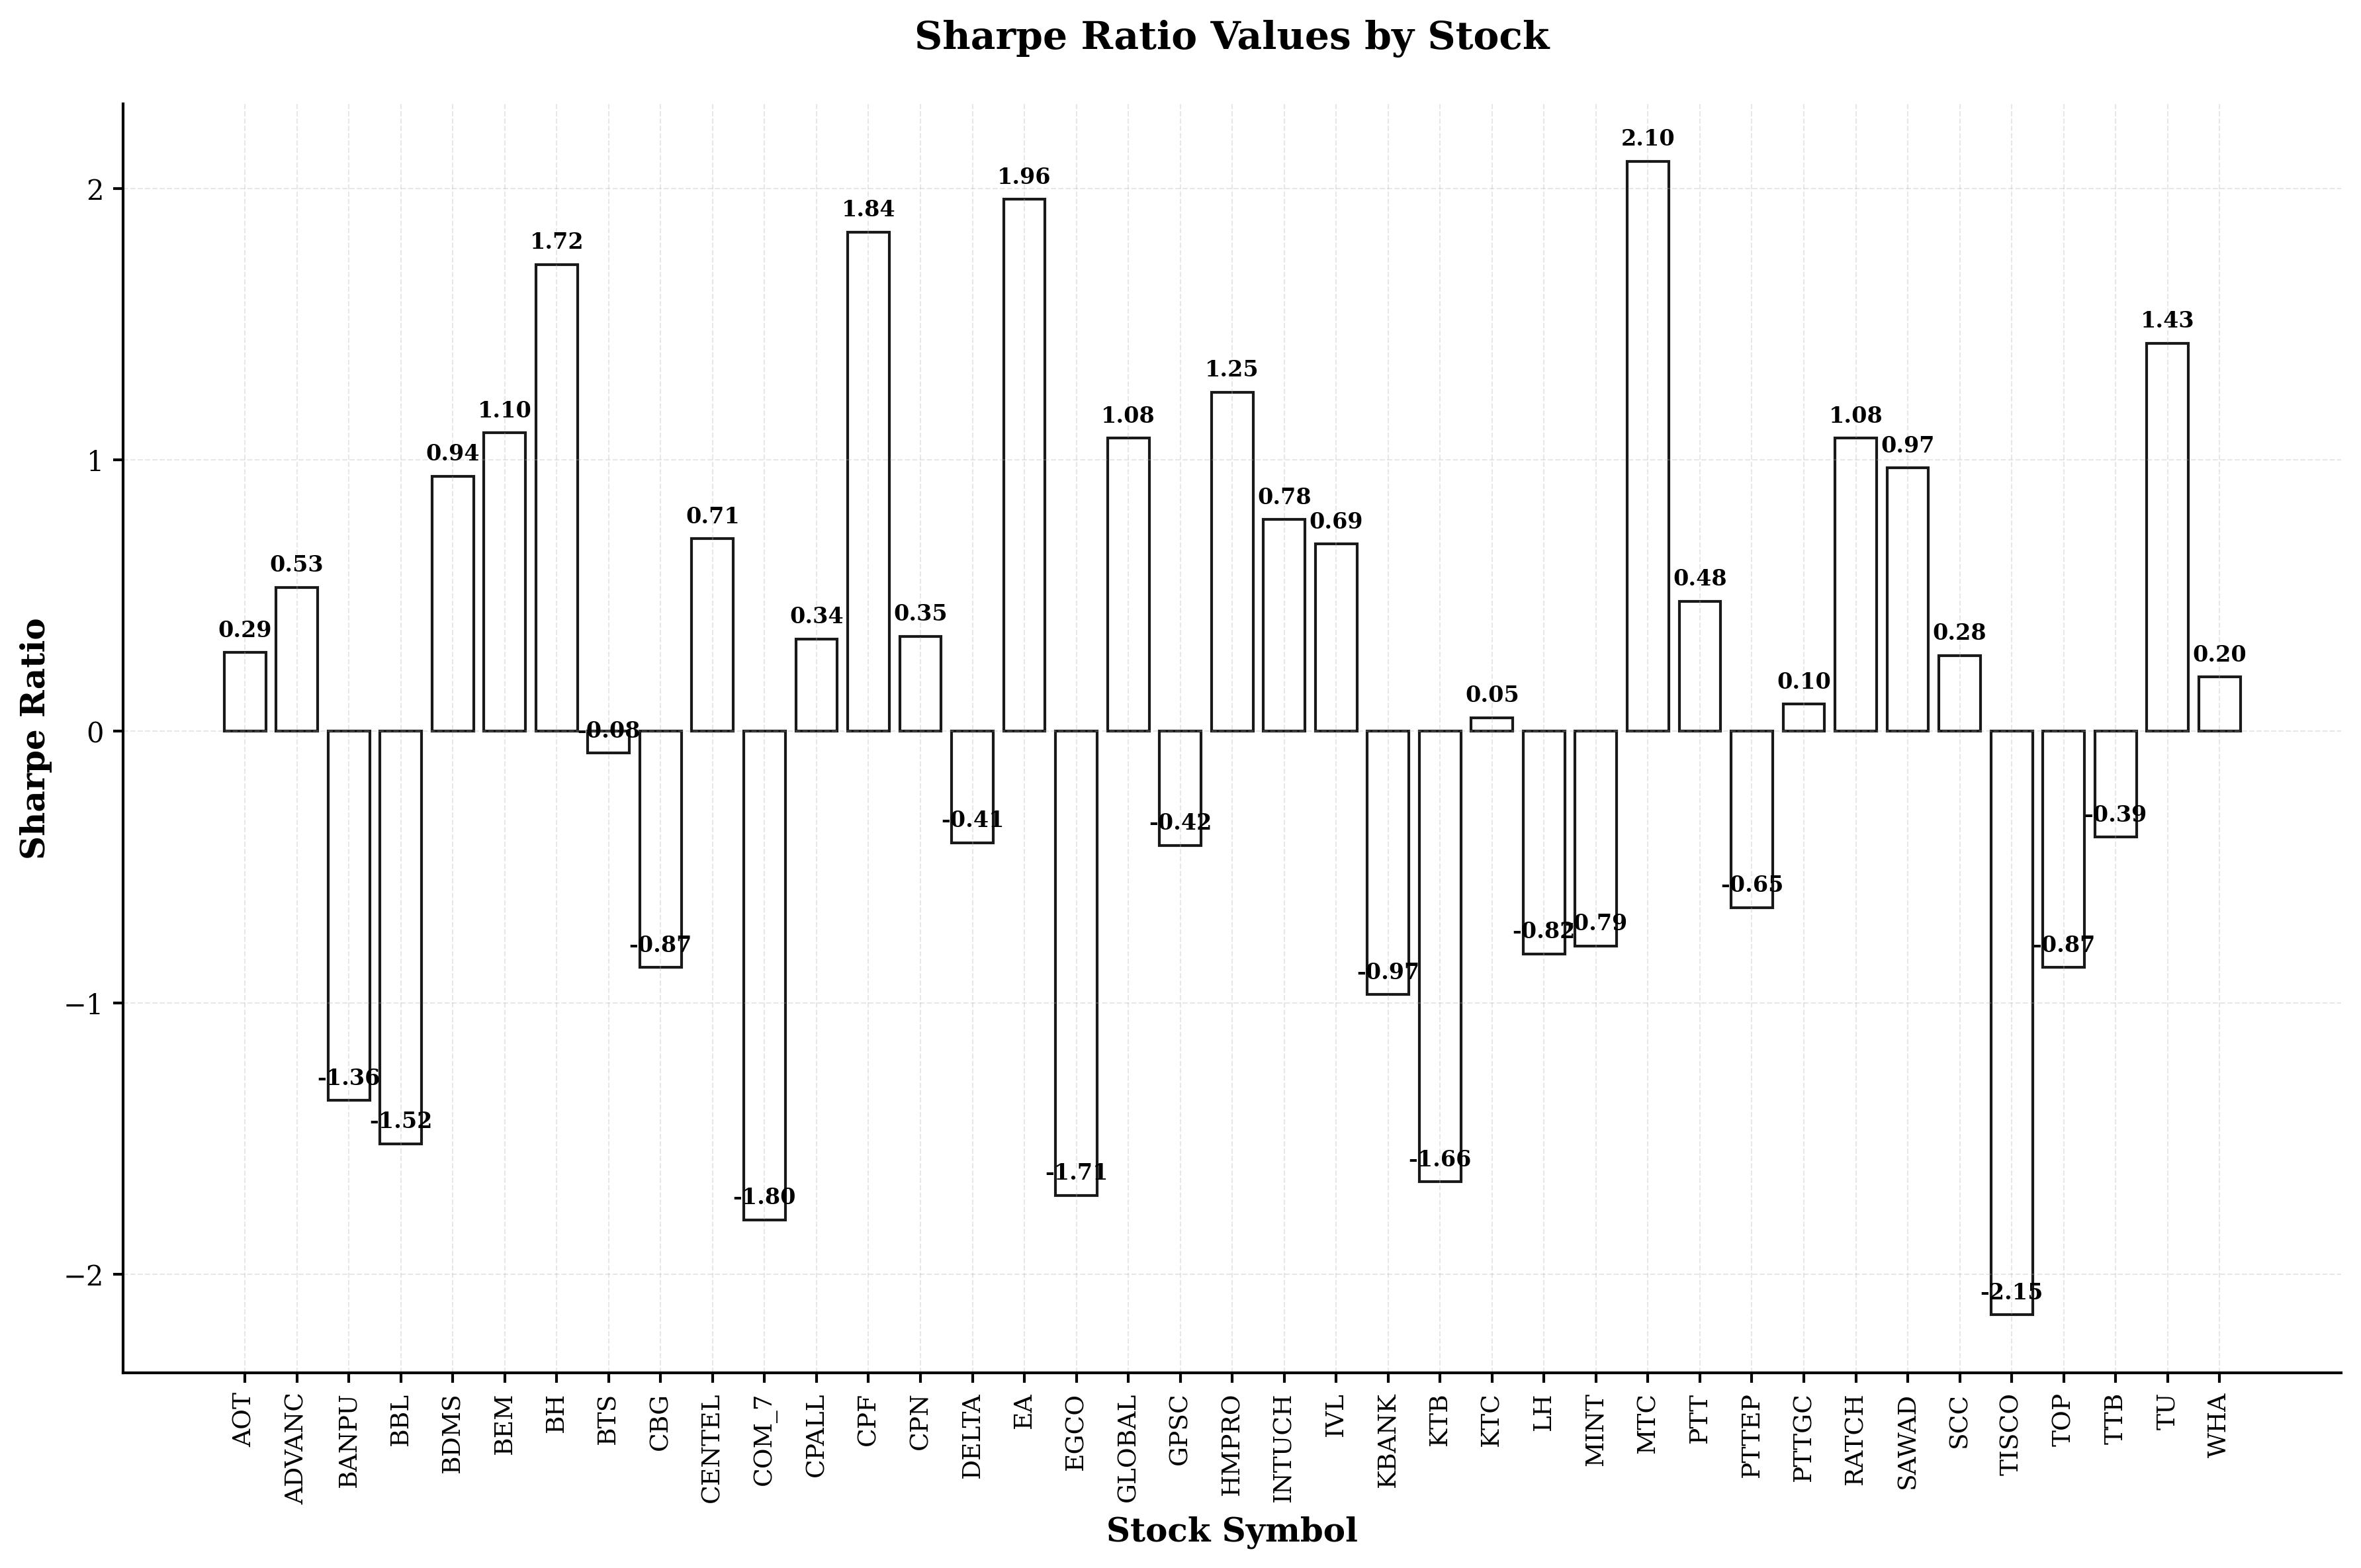 Sharpe Ratio Values by Stock
Sharpe Ratio
2
1
0
−1
−2
0.29
0.53
-1.36
-1.52
0.94
1.10
1.72
-0.08
-0.87
0.71
-1.80
0.34
1.84
0.35
-0.41
1.96
-1.71
1.08
-0.42
1.25
0.78
0.69
-0.97
-1.66
0.05
-0.82
-0.79
2.10
0.48
-0.65
0.10
1.08
0.97
0.28
-2.15
-0.87
-0.39
1.43
0.20
AOT
ADVANC
BANPU
BBL
BDMS
BEM
BH
BTS
CBG
CENTEL
COM_7
CPALL
CPF
CPN
DELTA
EA
EGCO
GLOBAL
GPSC
HMPRO
INTUCH
IVL
KBANK
KTB
KTC
LH
MINT
MTC
PTT
PTTEP
PTTGC
RATCH
SAWAD
SCC
TISCO
TOP
TTB
TU
WHA
Stock Symbol